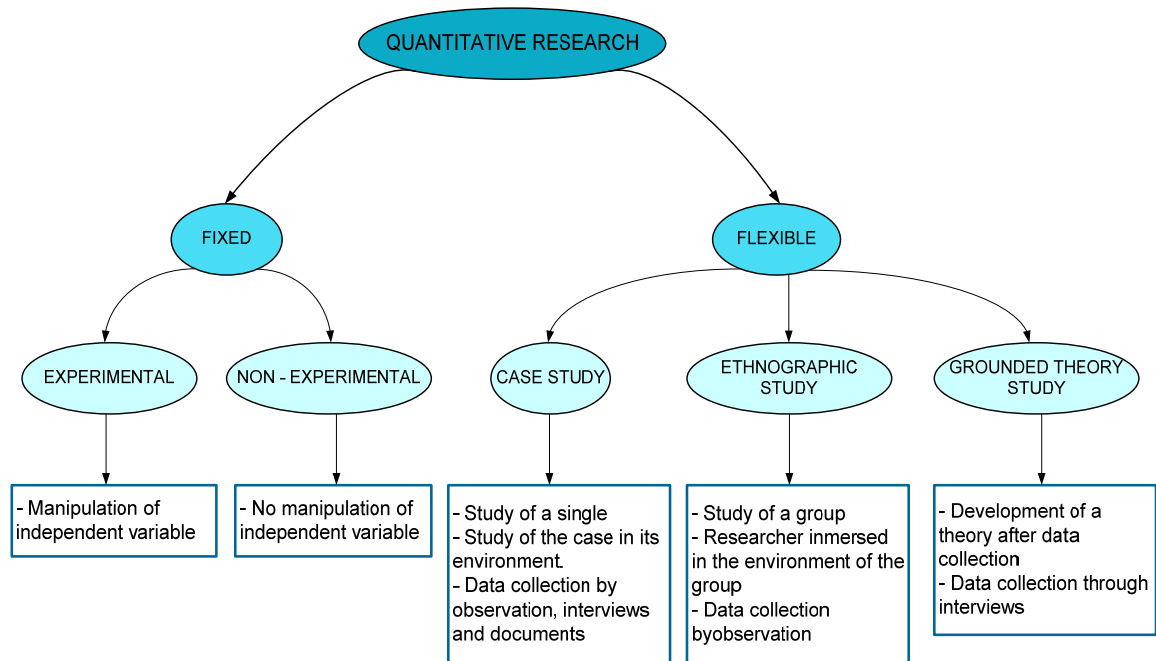 QUANTITATIVE RESEARCH
FIXED
FLEXIBLE
EXPERIMENTAL
NON - EXPERIMENTAL
CASE STUDY
ETHNOGRAPHIC
STUDY
GROUNDED THEORY
STUDY
- Manipulation of
independent variable
- No manipulation of
independent variable
- Study of a single
- Study of the case in its
environment.
- Data collection by
observation, interviews
and documents
- Study of a group
- Researcher inmersed
in the environment of the
group
- Data collection
byobservation
- Development of a
theory after data
collection
- Data collection through
interviews